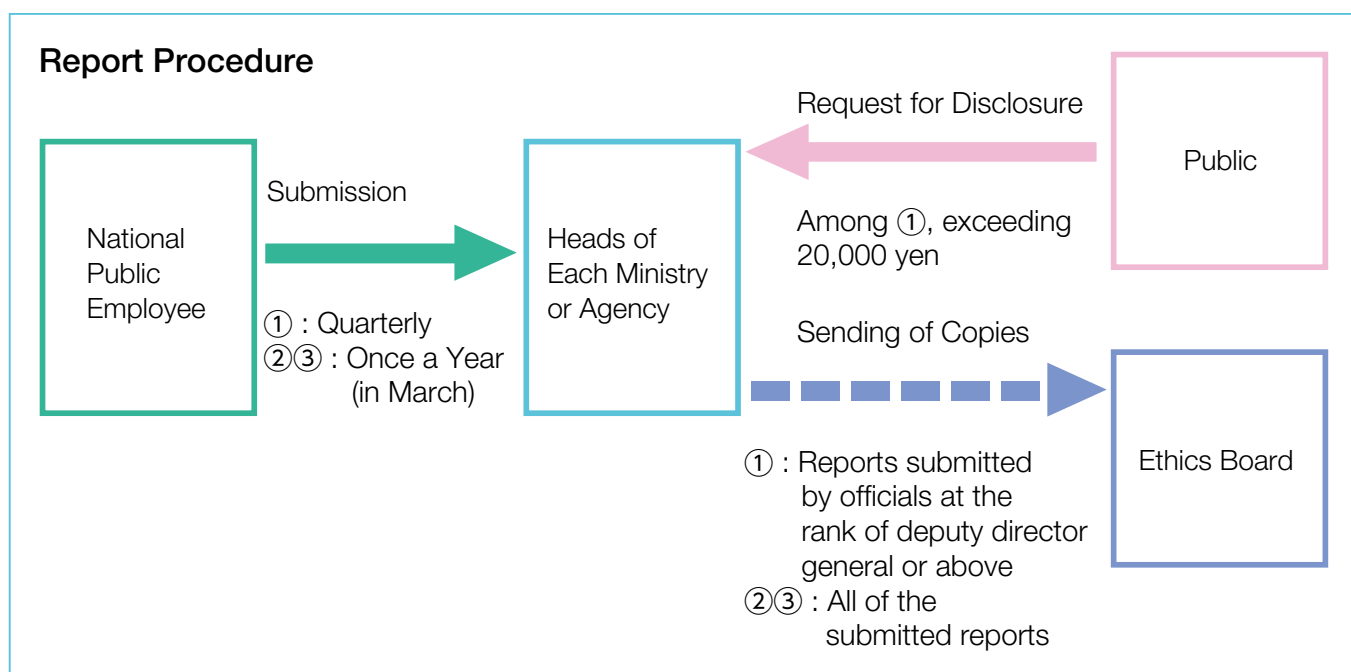 Report Procedure
National
Public
Employee
Submission
① : Quarterly
②③ : Once a Year
(in March)
Heads of
Each Ministry
or Agency
Request for Disclosure
Among ①, exceeding
20,000 yen
Public
Sending of Copies
① : Reports submitted
by officials at the
rank of deputy director
general or above
②③ : All of the
submitted reports
Ethics Board